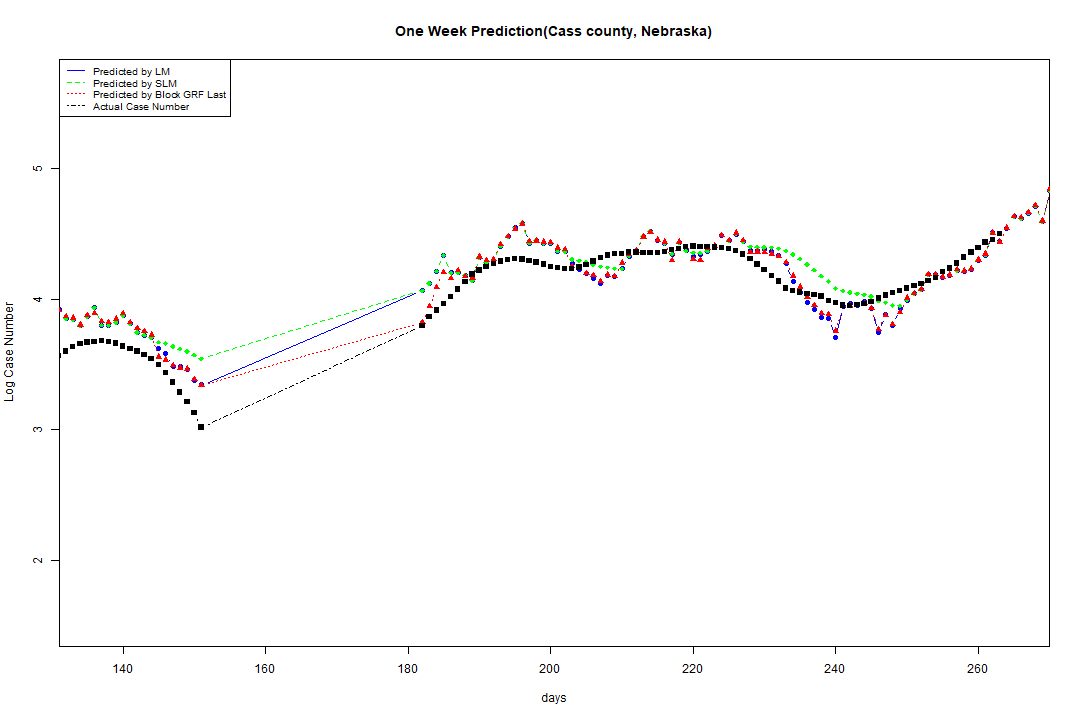 One Week Prediction(Cass county, Nebraska)
Predicted by LM
Predicted by SLM
Predicted by Block GRF Last
Actual Case Number
5
4
3
2
Log Case Number
140 160 180 200 220 240 260
days